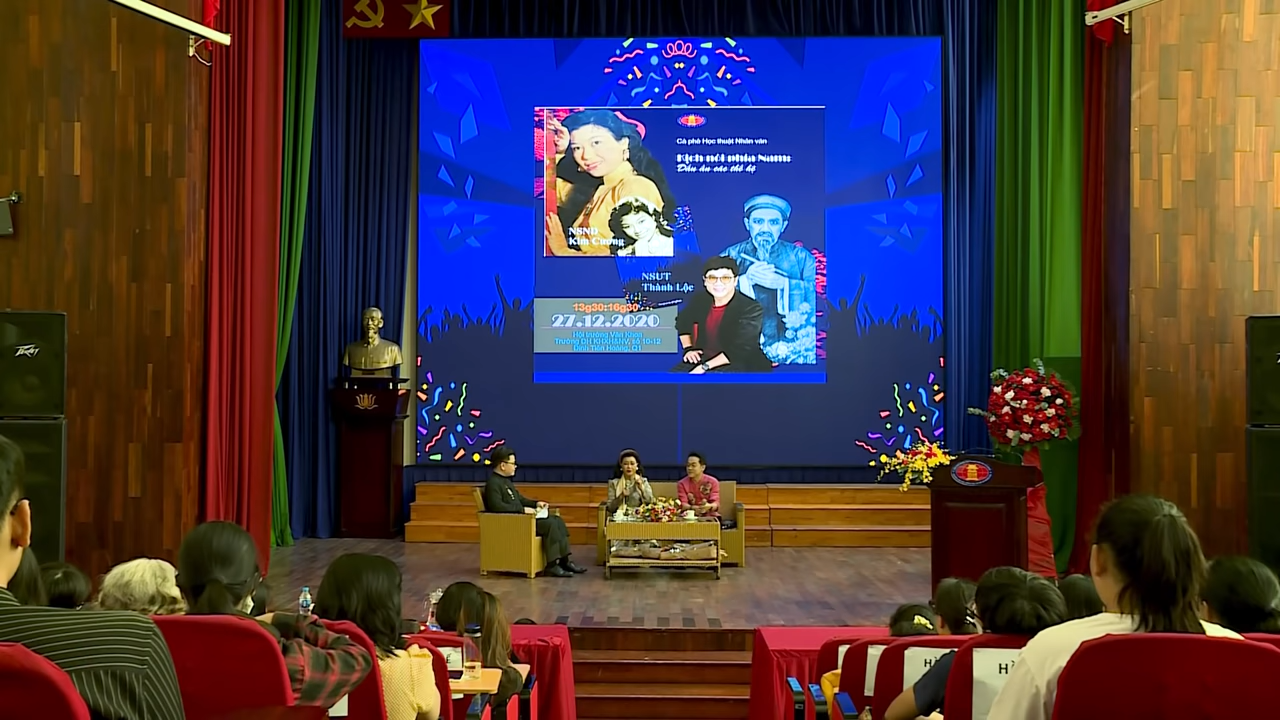 Cà phê Học thuật Nhân văn
Kịch nói phía Nam:
Dấu ấn các thế hệ
NSND
Kim Cương
NSUT
Thành Lộc
13g30:16g30
27.12.2020
Hội trường Văn Khoa
Trường ĐH KHXH&NV, số 10-12
Đinh Tiên Hoàng, Q1
PEAVEY